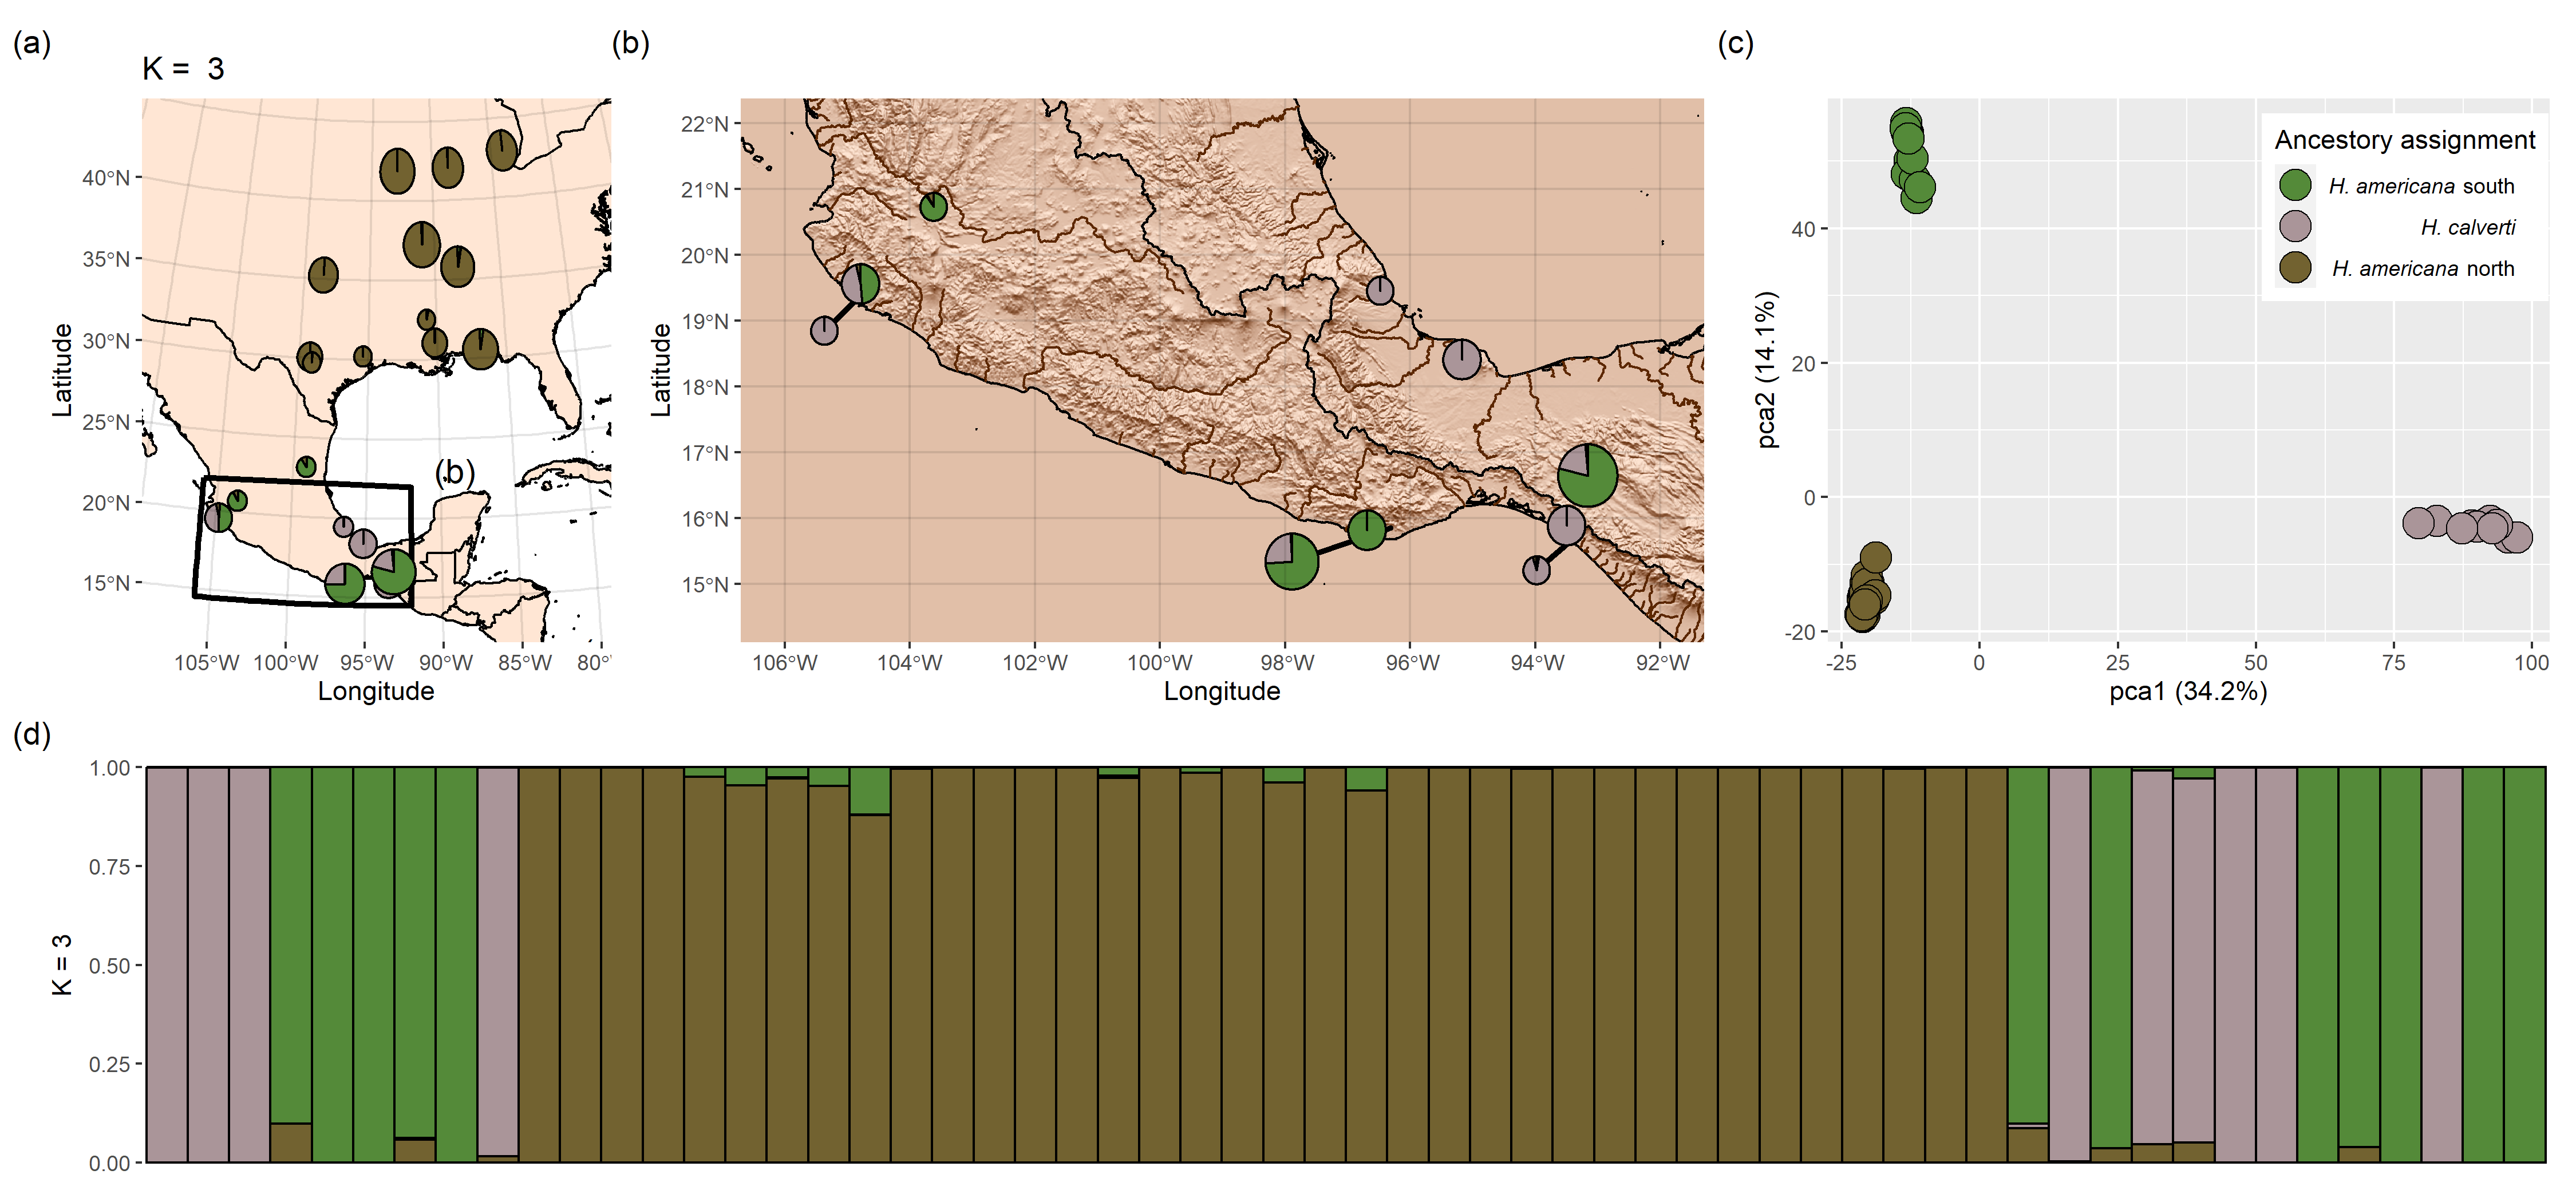 (a)
K = 3
40°N
35°N
30°N
25°N
20°N
15°N
Latitude
(b)
105°W 100°W 95°W 90°W 85°W 80°
Longitude
(b)
22°N
21°N
20°N
19°N
18°N
17°N
16°N
15°N
Latitude
106°W 104°W 102°W 100°W 98°W 96°W 94°W 92°W
Longitude
(c)
Ancestory assignment
H. americana south
H. calverti
H. americana north
40
20
0
-20
pca2 (14.1%)
-25 0 25 50 75 100
pca1 (34.2%)
(d)
1.00
0.75
0.50
0.25
0.00
K = 3